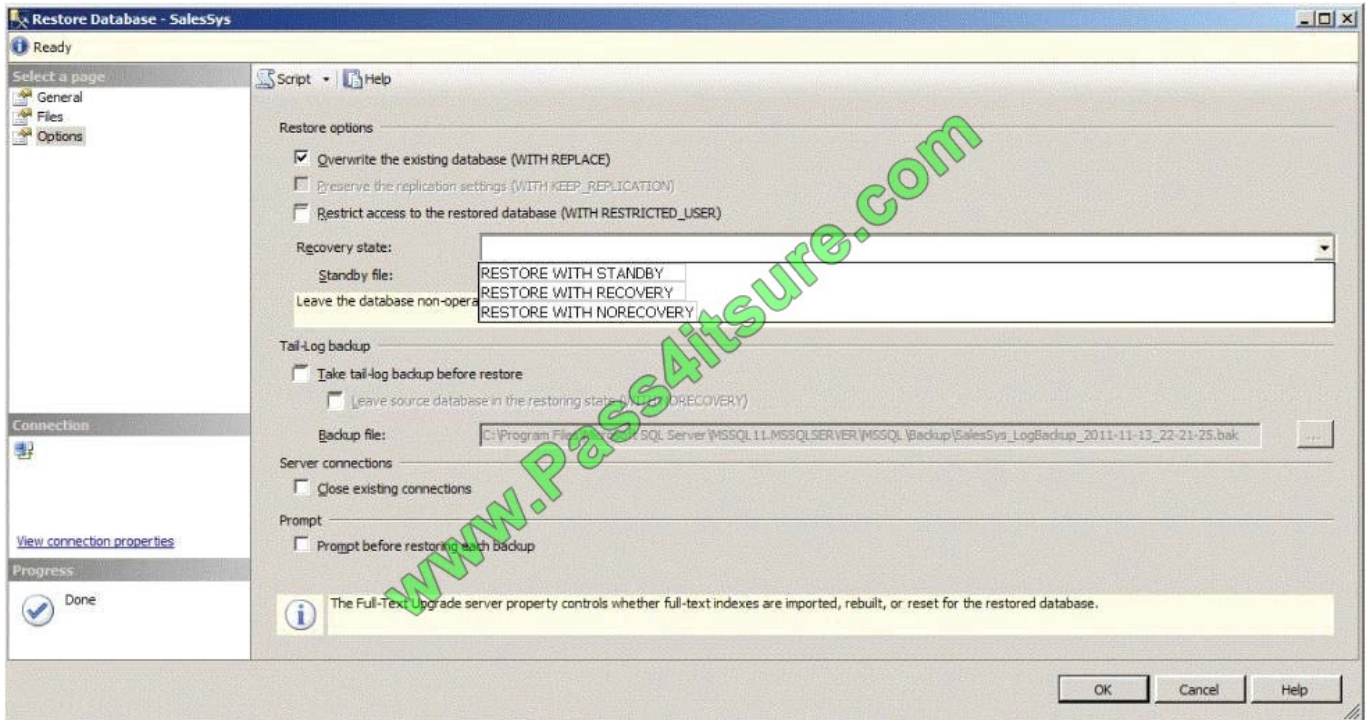 Restore Database - SalesSys
Ready
Select a page
General
Files
Options
Script
Help
Restore options
Overwrite the existing database (WITH REPLACE)
Preserve the replication settings (WITH KEEP_REPLICATION)
Restrict access to the restored database (WITH RESTRICTED_USER)
Recovery state:
Standby file:
RESTORE WITH STANDBY
RESTORE WITH RECOVERY
RESTORE WITH NORECOVERY
Leave the database non-opera
Tail-Log backup
Take tail-log backup before restore
Leave source database in the restoring state (WITH NORECOVERY)
Backup file:
C:\Program Files\Microsoft SQL Server\MSSQL11.MSSQLSERVER\MSSQL\Backup\SalesSys_LogBackup_2011-11-13_22-21-25.bak
...
Server connections
Close existing connections
Prompt
Prompt before restoring each backup
The Full-Text Upgrade server property controls whether full-text indexes are imported, rebuilt, or reset for the restored database.
Connection
View connection properties
Progress
Done
OK
Cancel
Help
www.Pass4itsure.com